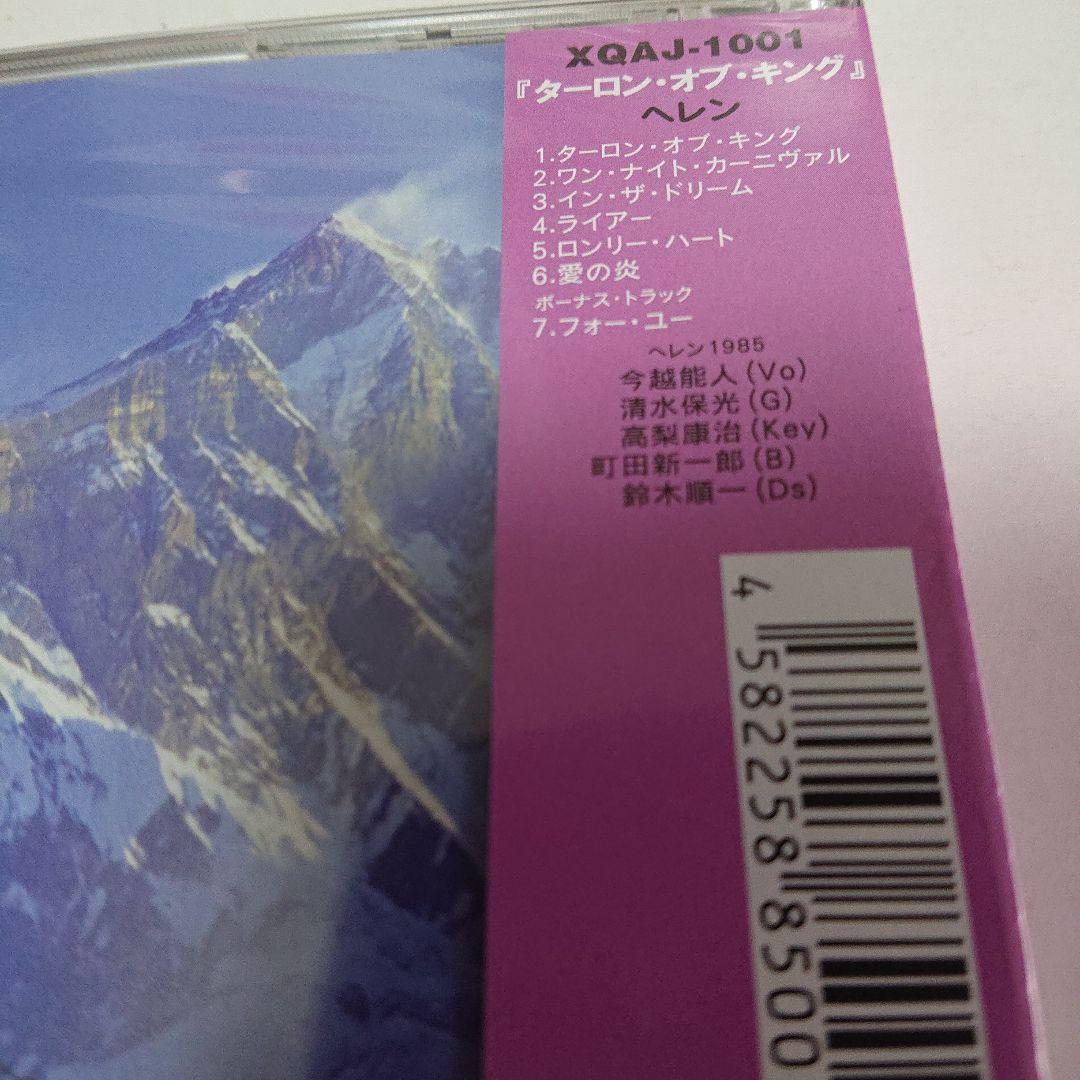 XQAJ-1001
『ターロン・オブ・キング』
ヘレン
1.ターロン・オブ・キング
2.ワン・ナイト・カーニヴァル
3.イン・ザ・ドリーム
4.ライアー
5.ロンリー・ハート
6.愛の炎
ボーナス・トラック
7.フォー・ユー
ヘレン1985
今越能人(Vo)
清水保光(G)
高梨康治(Key)
町田新一郎(B)
鈴木順一(Ds)
4 582258 8500